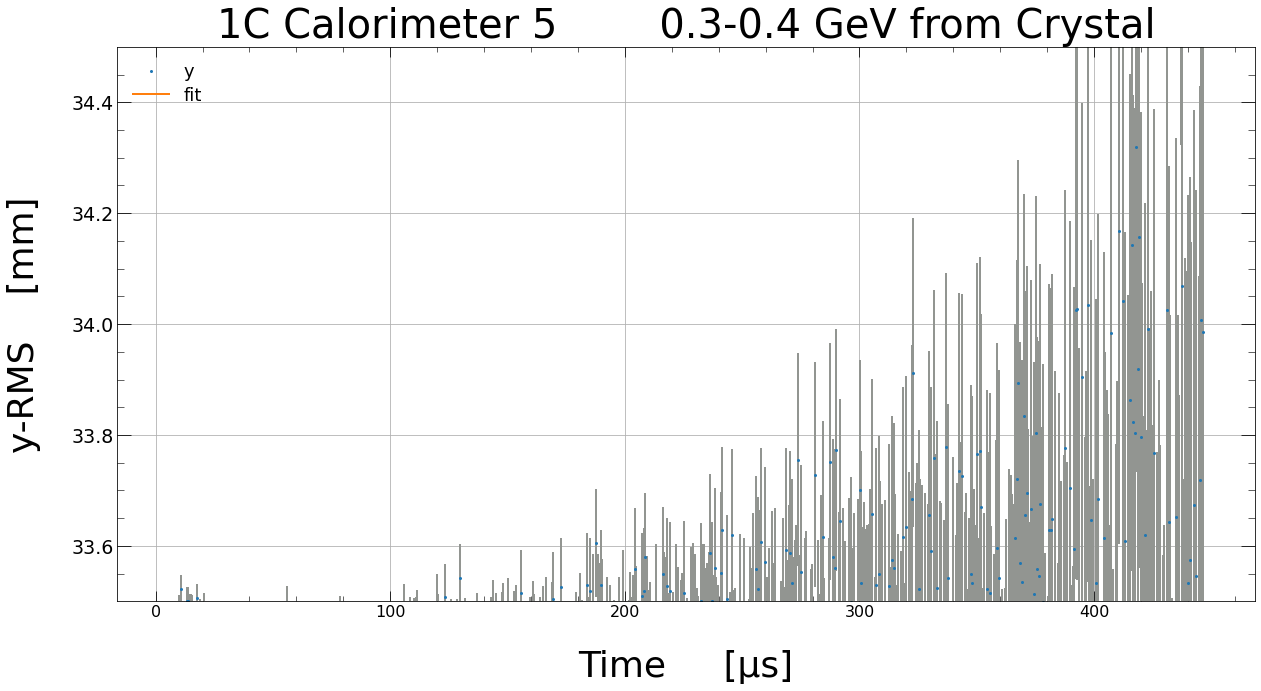 1C Calorimeter 5 0.3-0.4 GeV from Crystal
y
fit
34.4
34.2
34.0
33.8
33.6
y-RMS [mm]
0 100 200 300 400
Time [μs]